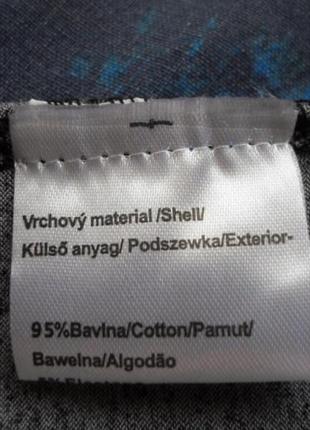 Vrchový material /Shell/
Külső anyag/ Podszewka/Exterior-
95%Bavlna/Cotton/Pamut/
Bawelna/Algodão